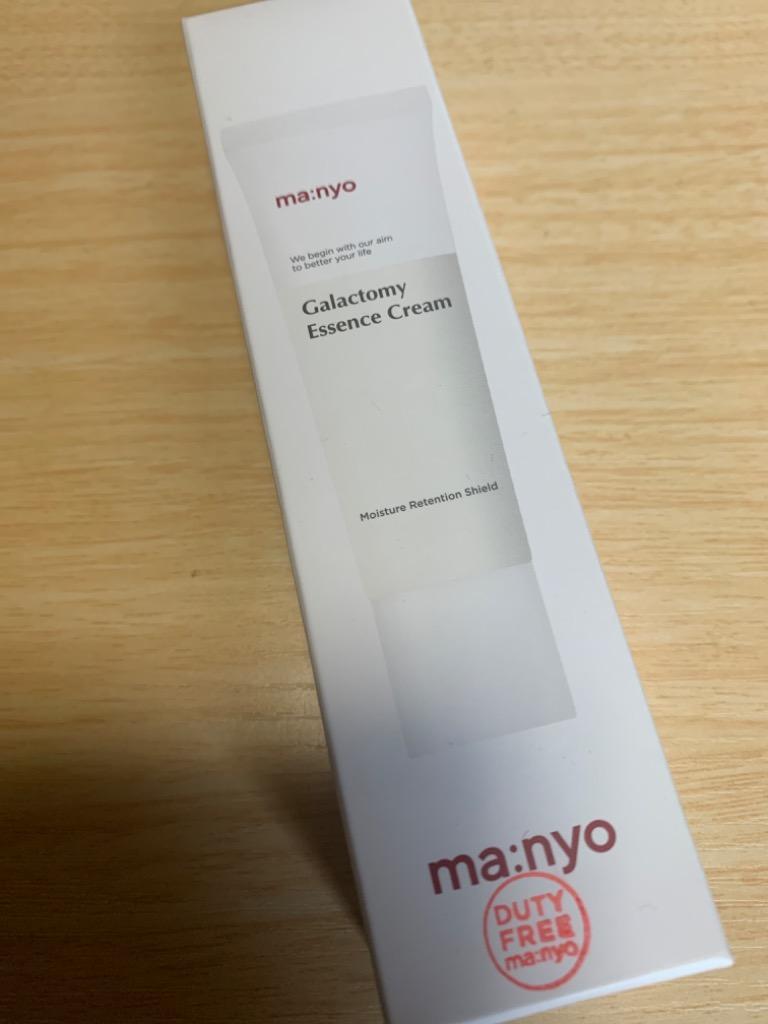 ma:nyo
We begin with our aim
to better your life
Galactomy
Essence Cream
Moisture Retention Shield
ma:nyo
DUTY
FREE
ma:nyo